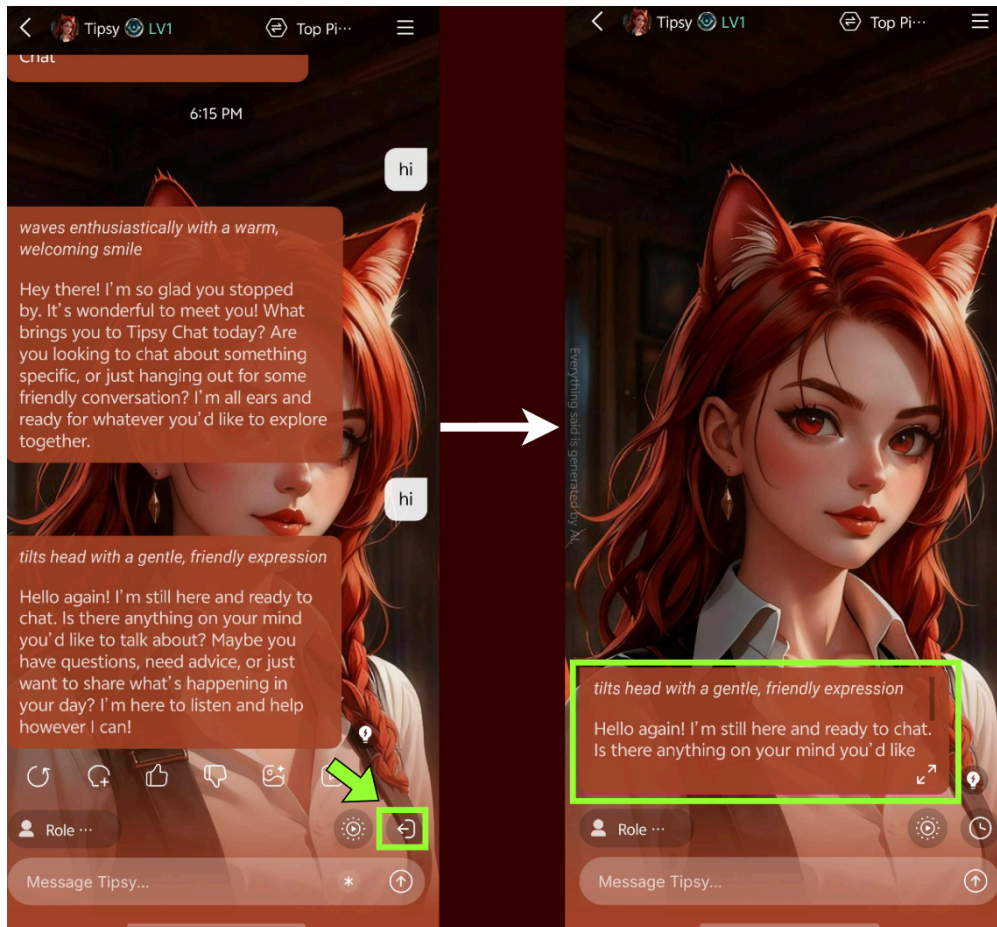 Tipsy LV1
Top Pi···
Chat
6:15 PM
hi
waves enthusiastically with a warm,
welcoming smile
Hey there! I'm so glad you stopped
by. It's wonderful to meet you! What
brings you to Tipsy Chat today? Are
you looking to chat about something
specific, or just hanging out for some
friendly conversation? I'm all ears and
ready for whatever you'd like to explore
together.
hi
tilts head with a gentle, friendly expression
Hello again! I'm still here and ready to
chat. Is there anything on your mind
you'd like to talk about? Maybe you
have questions, need advice, or just
want to share what's happening in
your day? I'm here to listen and help
however I can!
Role ···
Message Tipsy...
*
Tipsy LV1
Top Pi···
Everything said is generated by AI.
tilts head with a gentle, friendly expression
Hello again! I'm still here and ready to chat.
Is there anything on your mind you'd like
Role ···
Message Tipsy...